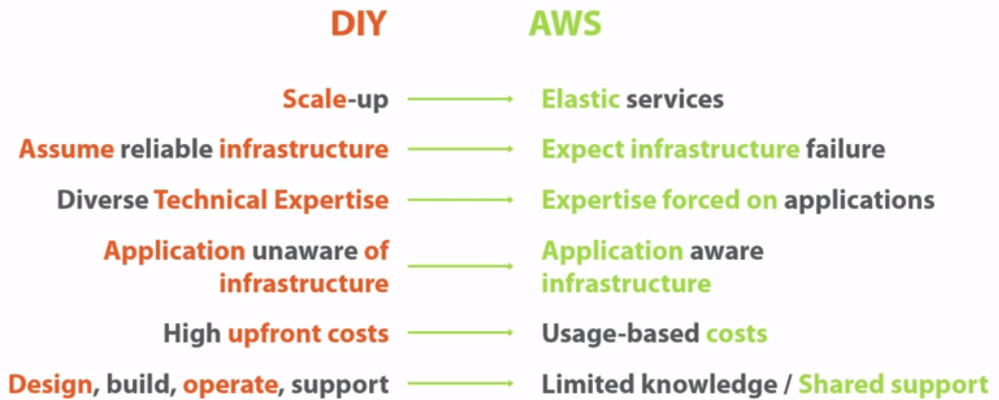 DIY AWS
Scale-up Elastic services
Assume reliable infrastructure Expect infrastructure failure
Diverse Technical Expertise Expertise forced on applications
Application unaware of
infrastructure
Application aware
infrastructure
High upfront costs Usage-based costs
Design, build, operate, support Limited knowledge / Shared support